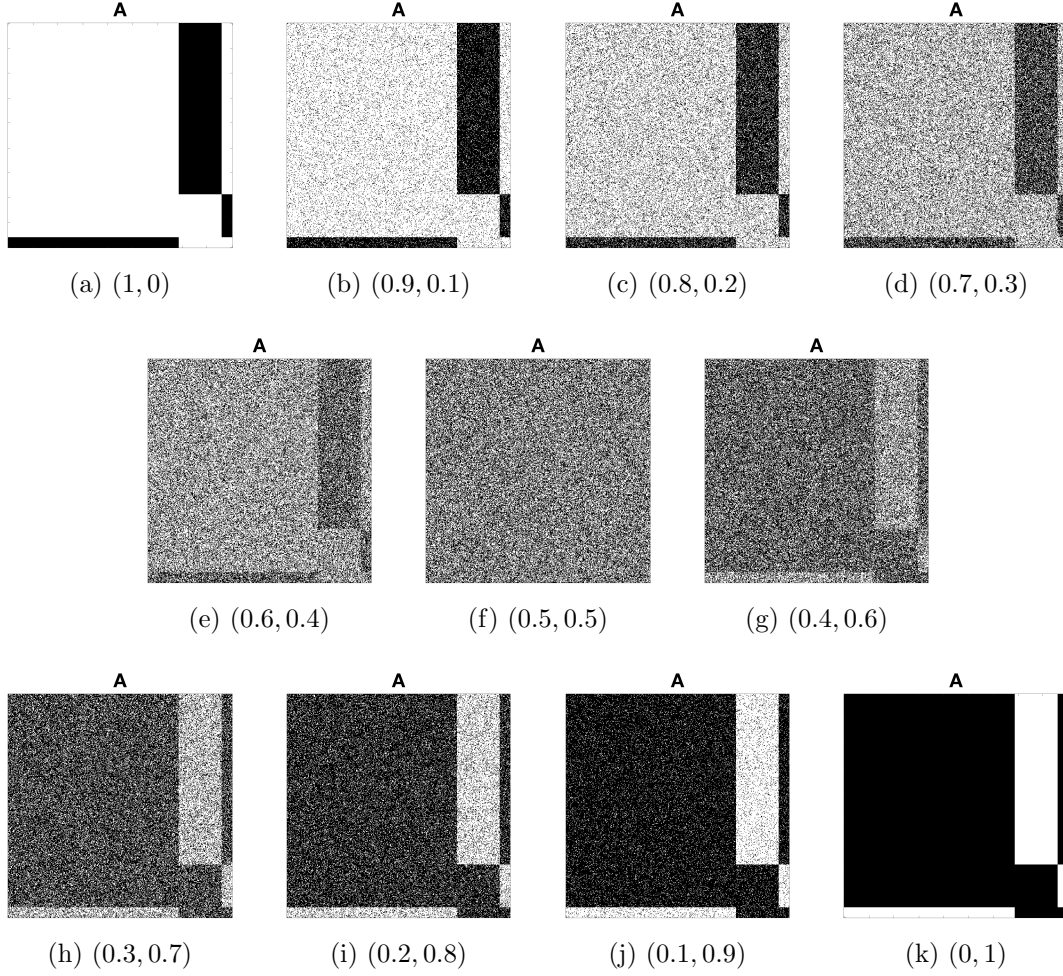 A A A A
(a) (1, 0) (b) (0.9, 0.1) (c) (0.8, 0.2) (d) (0.7, 0.3)
A A A
(e) (0.6, 0.4) (f) (0.5, 0.5) (g) (0.4, 0.6)
A A A A
(h) (0.3, 0.7) (i) (0.2, 0.8) (j) (0.1, 0.9) (k) (0, 1)